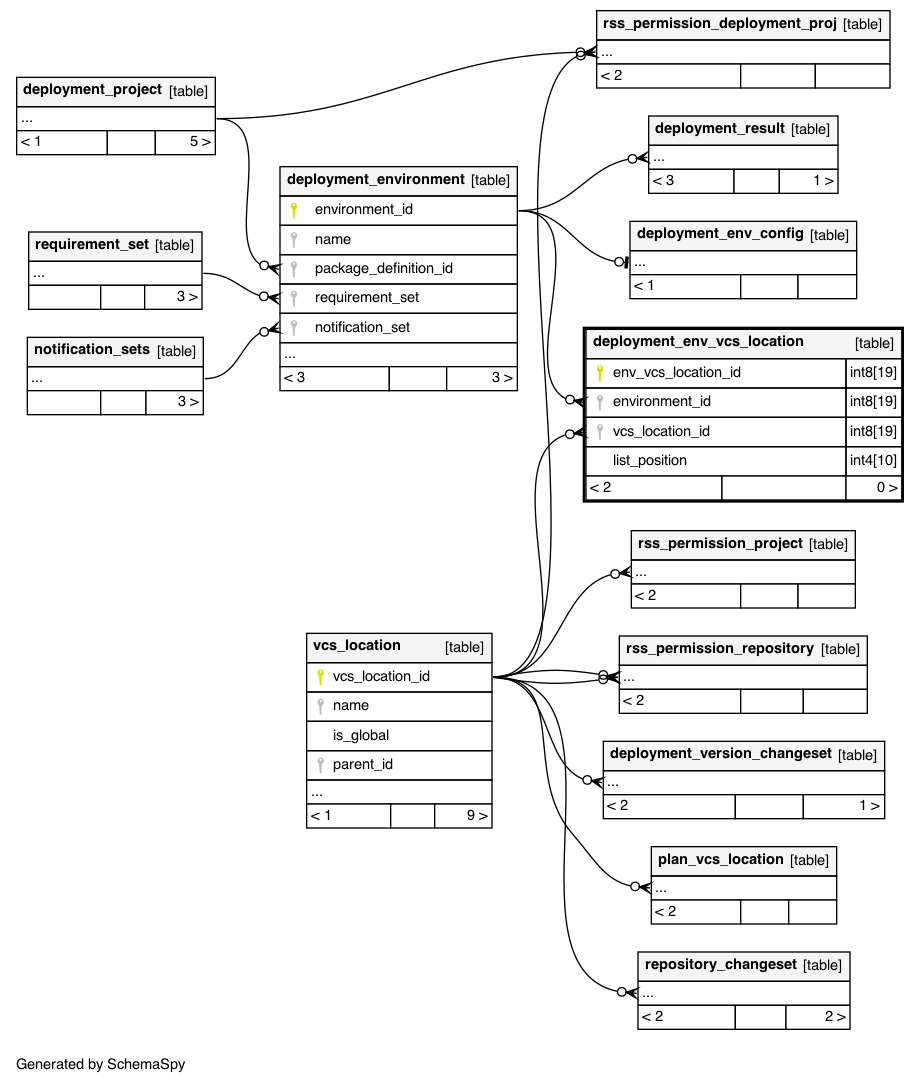 rss_permission_deployment_proj [table]
...
< 2
deployment_project [table]
...
< 1 5 >
deployment_result [table]
...
< 3 1 >
deployment_environment [table]
environment_id
name
package_definition_id
requirement_set
notification_set
...
< 3 3 >
deployment_env_config [table]
...
< 1
requirement_set [table]
...
3 >
notification_sets [table]
...
3 >
deployment_env_vcs_location [table]
env_vcs_location_id int8[19]
environment_id int8[19]
vcs_location_id int8[19]
list_position int4[10]
< 2 0 >
rss_permission_project [table]
...
< 2
vcs_location [table]
vcs_location_id
name
is_global
parent_id
...
< 1 9 >
rss_permission_repository [table]
...
< 2
deployment_version_changeset [table]
...
< 2 1 >
plan_vcs_location [table]
...
< 2
repository_changeset [table]
...
< 2 2 >
Generated by SchemaSpy